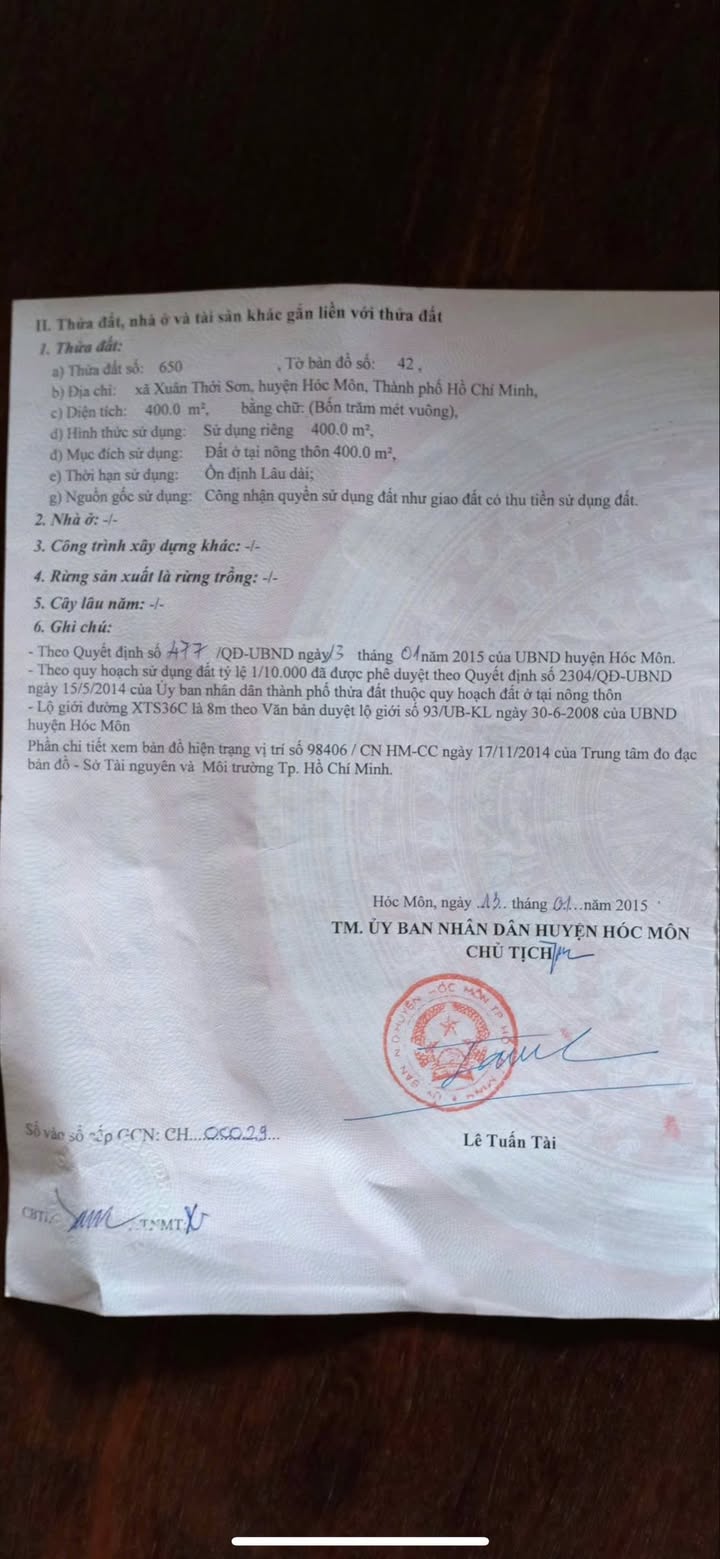 II. Thửa đất, nhà ở và tài sản khác gắn liền với thửa đất
1. Thửa đất:
a) Thửa đất số: 650 , Tờ bản đồ số: 42 ,
b) Địa chỉ: xã Xuân Thới Sơn, huyện Hóc Môn, Thành phố Hồ Chí Minh,
c) Diện tích: 400.0 m², bằng chữ: (Bốn trăm mét vuông),
d) Hình thức sử dụng: Sử dụng riêng 400.0 m²,
đ) Mục đích sử dụng: Đất ở tại nông thôn 400.0 m²,
e) Thời hạn sử dụng: Ổn định Lâu dài;
g) Nguồn gốc sử dụng: Công nhận quyền sử dụng đất như giao đất có thu tiền sử dụng đất.
2. Nhà ở: -/-
3. Công trình xây dựng khác: -/-
4. Rừng sản xuất là rừng trồng: -/-
5. Cây lâu năm: -/-
6. Ghi chú:
- Theo Quyết định số 477 /QĐ-UBND ngày 13 tháng 01 năm 2015 của UBND huyện Hóc Môn.
- Theo quy hoạch sử dụng đất tỷ lệ 1/10.000 đã được phê duyệt theo Quyết định số 2304/QĐ-UBND
ngày 15/5/2014 của Ủy ban nhân dân thành phố thửa đất thuộc quy hoạch đất ở tại nông thôn
- Lộ giới đường XTS36C là 8m theo Văn bản duyệt lộ giới số 93/UB-KL ngày 30-6-2008 của UBND
huyện Hóc Môn
Phần chi tiết xem bản đồ hiện trạng vị trí số 98406 / CN HM-CC ngày 17/11/2014 của Trung tâm đo đạc
bản đồ - Sở Tài nguyên và Môi trường Tp. Hồ Chí Minh.
Hóc Môn, ngày .13.. tháng .01...năm 2015
TM. ỦY BAN NHÂN DÂN HUYỆN HÓC MÔN
CHỦ TỊCH
Số vào sổ cấp GCN: CH...00029...
Lê Tuấn Tài
TNMT: